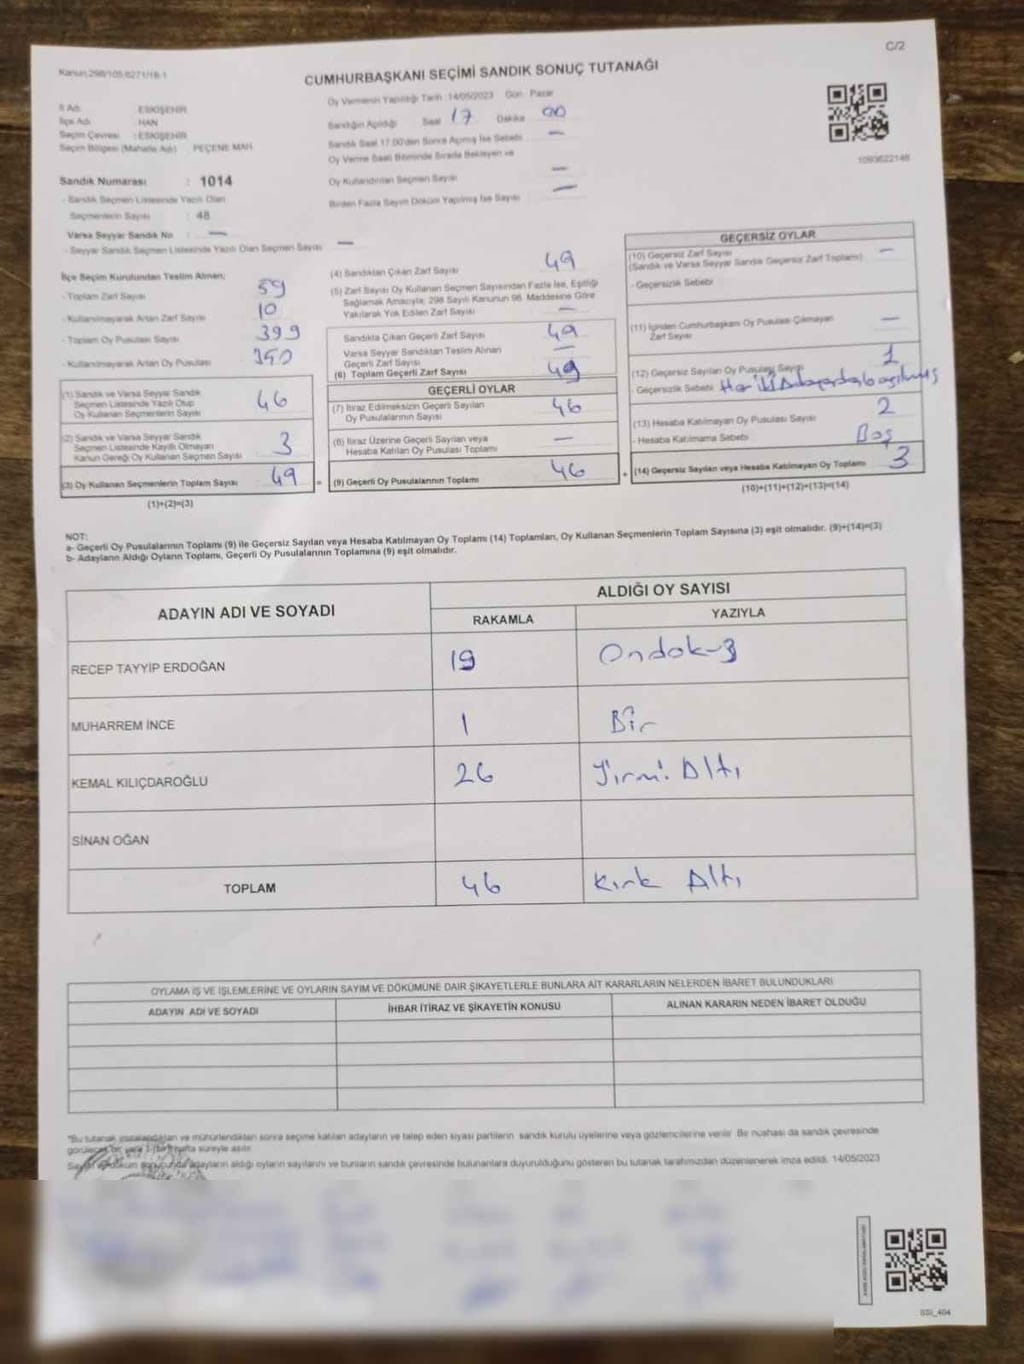 C/2
Kanun:298/105;6271/18-1
CUMHURBAŞKANI SEÇİMİ SANDIK SONUÇ TUTANAĞI
İl Adı : ESKİŞEHİR
İlçe Adı : HAN
Seçim Çevresi : ESKİŞEHİR
Seçim Bölgesi (Mahalle Adı) PEÇENE MAH
Oy Vermenin Yapıldığı Tarih :14/05/2023 Gün : Pazar
Sandığın Açıldığı Saat 17 Dakika 00
Sandık Saat 17.00'den Sonra Açılmış İse Sebebi —
Oy Verme Saati Bitiminde Sırada Bekleyen ve
Oy Kullandırılan Seçmen Sayısı —
Birden Fazla Sayım Döküm Yapılmış İse Sayısı —
1093622148
Sandık Numarası : 1014
- Sandık Seçmen Listesinde Yazılı Olan
Seçmenlerin Sayısı : 48
Varsa Seyyar Sandık No : —
- Seyyar Sandık Seçmen Listesinde Yazılı Olan Seçmen Sayısı —
İlçe Seçim Kurulundan Teslim Alınan;
- Toplam Zarf Sayısı 59
- Kullanılmayarak Artan Zarf Sayısı 10
- Toplam Oy Pusulası Sayısı 399
- Kullanılmayarak Artan Oy Pusulası 350
(1) Sandık ve Varsa Seyyar Sandık
Seçmen Listesinde Yazılı Olup
Oy Kullanan Seçmenlerin Sayısı 46
(2) Sandık ve Varsa Seyyar Sandık
Seçmen Listesinde Kayıtlı Olmayan
Kanun Gereği Oy Kullanan Seçmen Sayısı 3
(3) Oy Kullanan Seçmenlerin Toplam Sayısı 49
(1)+(2)=(3)
(4) Sandıktan Çıkan Zarf Sayısı 49
(5) Zarf Sayısı Oy Kullanan Seçmen Sayısından Fazla İse, Eşitliği
Sağlamak Amacıyla; 298 Sayılı Kanunun 98. Maddesine Göre
Yakılarak Yok Edilen Zarf Sayısı —
Sandıkta Çıkan Geçerli Zarf Sayısı 49
Varsa Seyyar Sandıktan Teslim Alınan
Geçerli Zarf Sayısı —
(6) Toplam Geçerli Zarf Sayısı 49
GEÇERLİ OYLAR
(7) İtiraz Edilmeksizin Geçerli Sayılan
Oy Pusulalarının Sayısı 46
(8) İtiraz Üzerine Geçerli Sayılan veya
Hesaba Katılan Oy Pusulası Toplamı —
= (9) Geçerli Oy Pusulalarının Toplamı 46
GEÇERSİZ OYLAR
(10) Geçersiz Zarf Sayısı —
(Sandık ve Varsa Seyyar Sandık Geçersiz Zarf Toplamı)
- Geçersizlik Sebebi
(11) İçinden Cumhurbaşkanı Oy Pusulası Çıkmayan
Zarf Sayısı —
(12) Geçersiz Sayılan Oy Pusulası Sayısı 1
- Geçersizlik Sebebi Her iki Adayada basılmış
(13) Hesaba Katılmayan Oy Pusulası Sayısı 2
- Hesaba Katılmama Sebebi Boş
+ (14) Geçersiz Sayılan veya Hesaba Katılmayan Oy Toplamı 3
(10)+(11)+(12)+(13)=(14)
NOT:
a- Geçerli Oy Pusulalarının Toplamı (9) ile Geçersiz Sayılan veya Hesaba Katılmayan Oy Toplamı (14) Toplamları, Oy Kullanan Seçmenlerin Toplam Sayısına (3) eşit olmalıdır. (9)+(14)=(3)
b- Adayların Aldığı Oyların Toplamı, Geçerli Oy Pusulalarının Toplamına (9) eşit olmalıdır.
ADAYIN ADI VE SOYADI ALDIĞI OY SAYISI
RAKAMLA YAZIYLA
RECEP TAYYİP ERDOĞAN 19 Ondokuz
MUHARREM İNCE 1 Bir
KEMAL KILIÇDAROĞLU 26 Yirmi Altı
SİNAN OĞAN
TOPLAM 46 Kırk Altı
OYLAMA İŞ VE İŞLEMLERİNE VE OYLARIN SAYIM VE DÖKÜMÜNE DAİR ŞİKAYETLERLE BUNLARA AİT KARARLARIN NELERDEN İBARET BULUNDUKLARI
ADAYIN ADI VE SOYADI İHBAR İTİRAZ VE ŞİKAYETİN KONUSU ALINAN KARARIN NEDEN İBARET OLDUĞU
*Bu tutanak imzalandıktan ve mühürlendikten sonra seçime katılan adayların ve talep eden siyasi partilerin sandık kurulu üyelerine veya gözlemcilerine verilir. Bir nüshası da sandık çevresinde
görülecek bir yere 1 bir hafta süreyle asılır.
Sayım ve döküm sonucunda adayların aldığı oyların sayılarını ve bunların sandık çevresinde bulunanlara duyurulduğunu gösteren bu tutanak tarafımızdan düzenlenerek imza edildi. 14/05/2023
SSİ_404